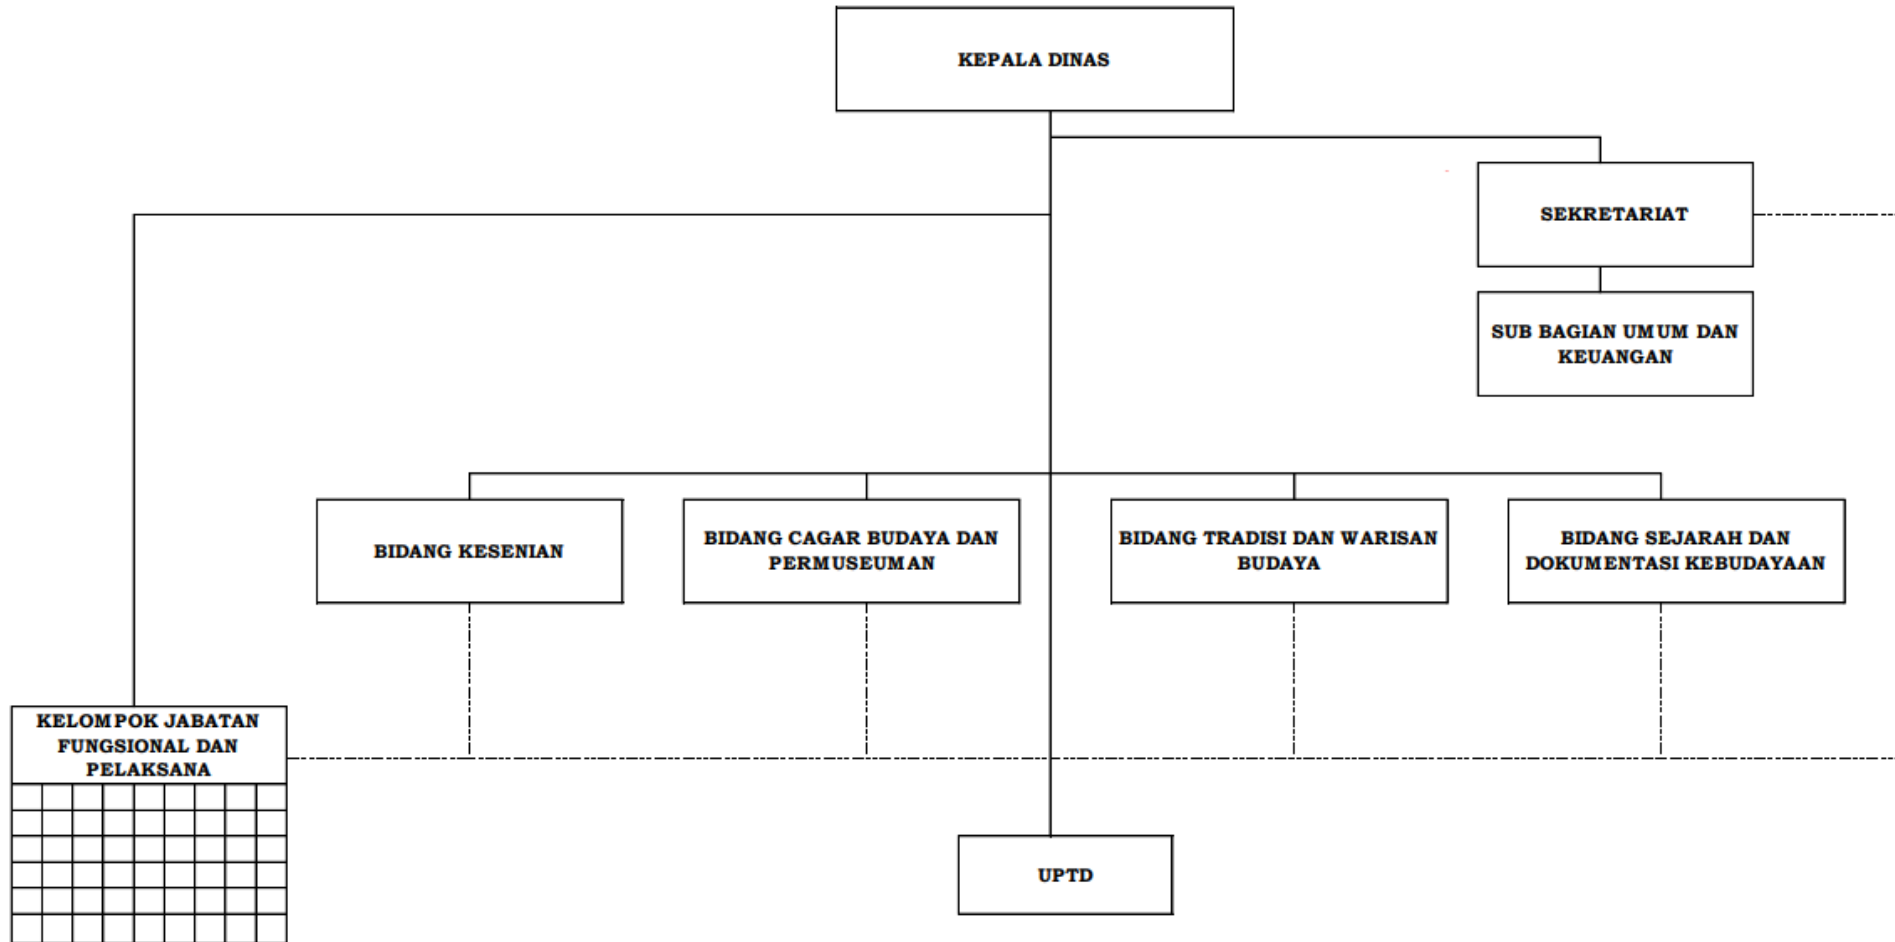 KEPALA DINAS
SEKRETARIAT
SUB BAGIAN UMUM DAN
KEUANGAN
BIDANG KESENIAN
BIDANG CAGAR BUDAYA DAN
PERMUSEUMAN
BIDANG TRADISI DAN WARISAN
BUDAYA
BIDANG SEJARAH DAN
DOKUMENTASI KEBUDAYAAN
KELOMPOK JABATAN
FUNGSIONAL DAN
PELAKSANA
UPTD